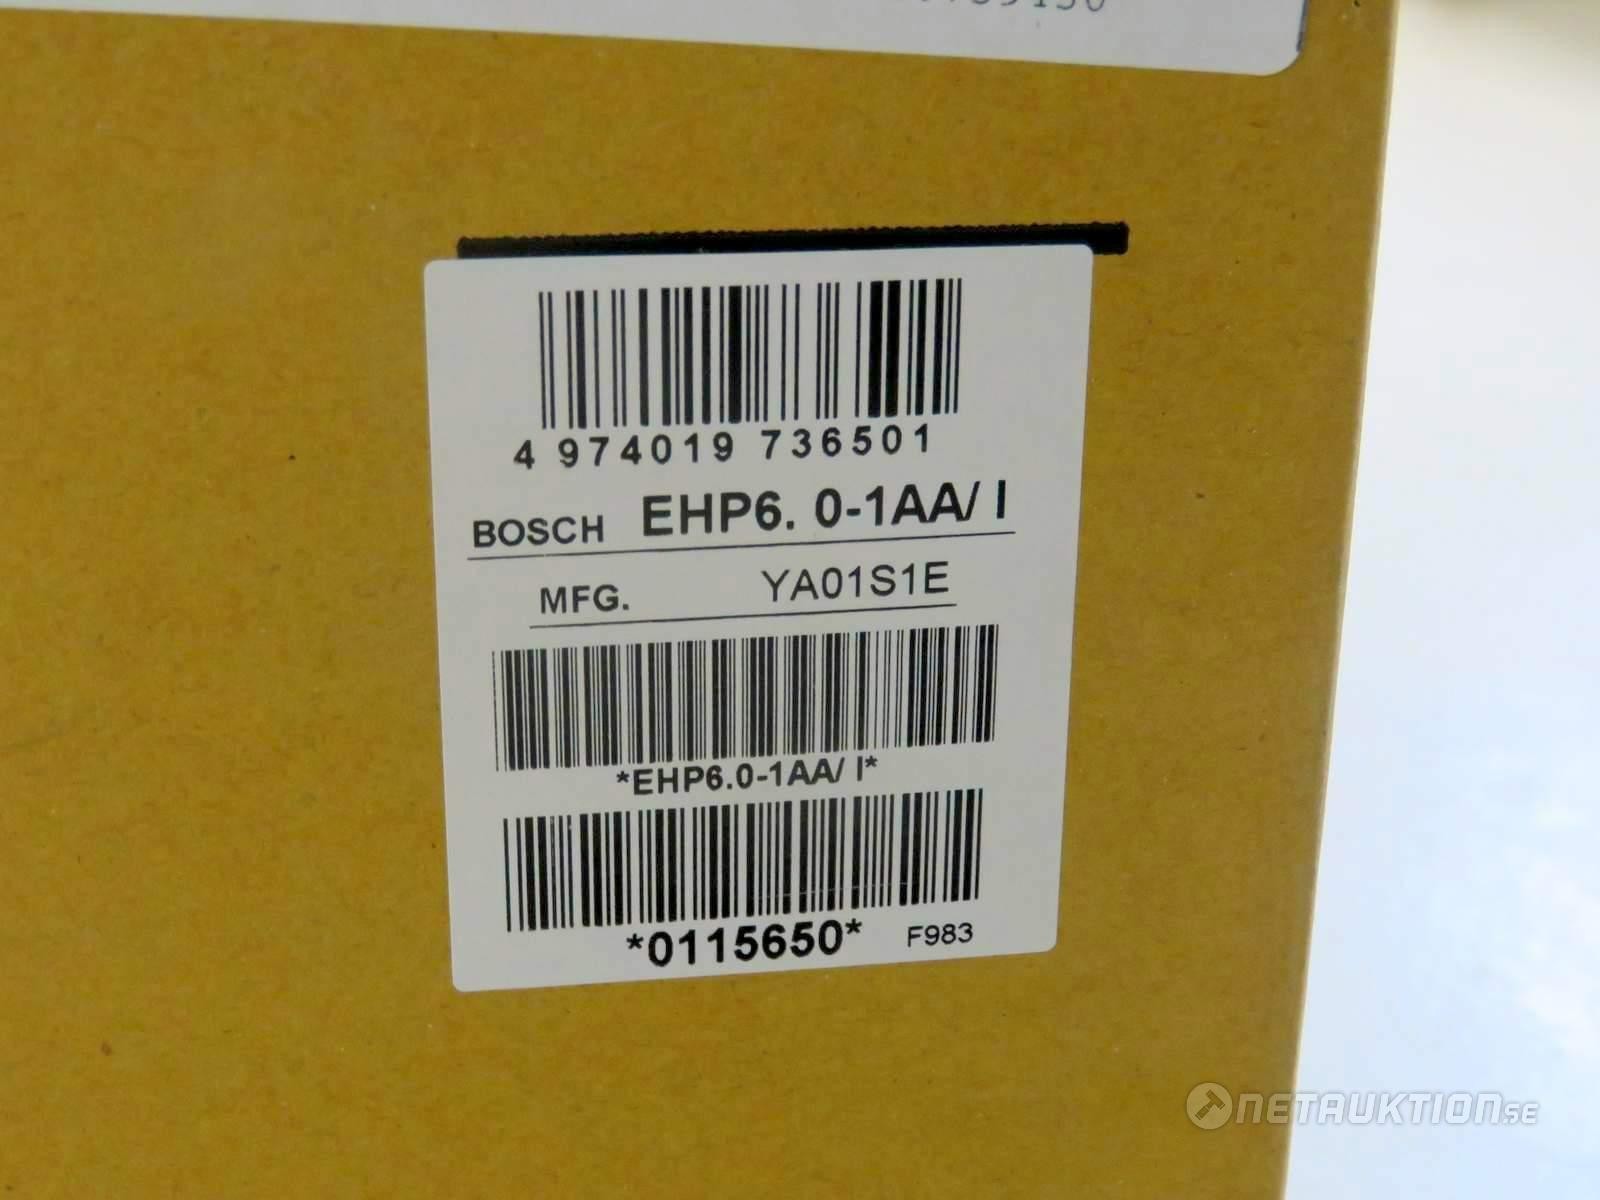 4 974019 736501
BOSCH EHP6. 0-1AA/ I
MFG. YA01S1E
*EHP6.0-1AA/ I*
*0115650* F983
NETAUKTION.SE